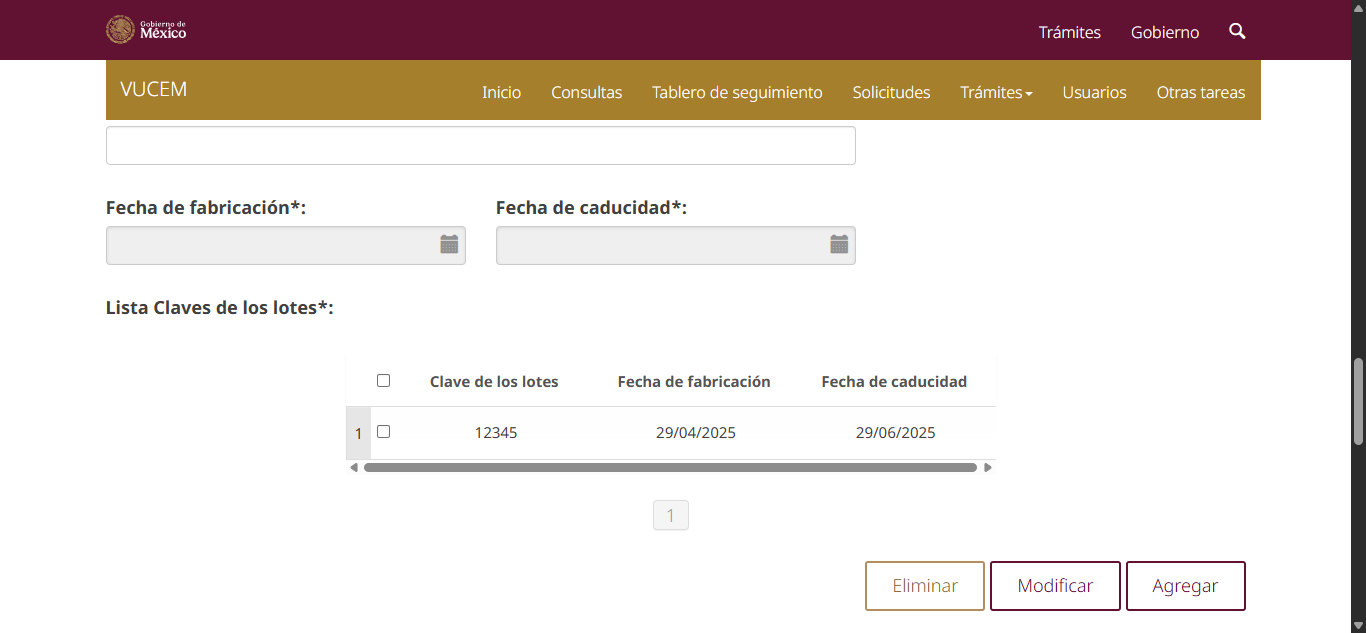 Gobierno de
México
Trámites Gobierno
VUCEM Inicio Consultas Tablero de seguimiento Solicitudes Trámites Usuarios Otras tareas
Fecha de fabricación*: Fecha de caducidad*:
Lista Claves de los lotes*:
Clave de los lotes Fecha de fabricación Fecha de caducidad
1 12345 29/04/2025 29/06/2025
1
Eliminar Modificar Agregar